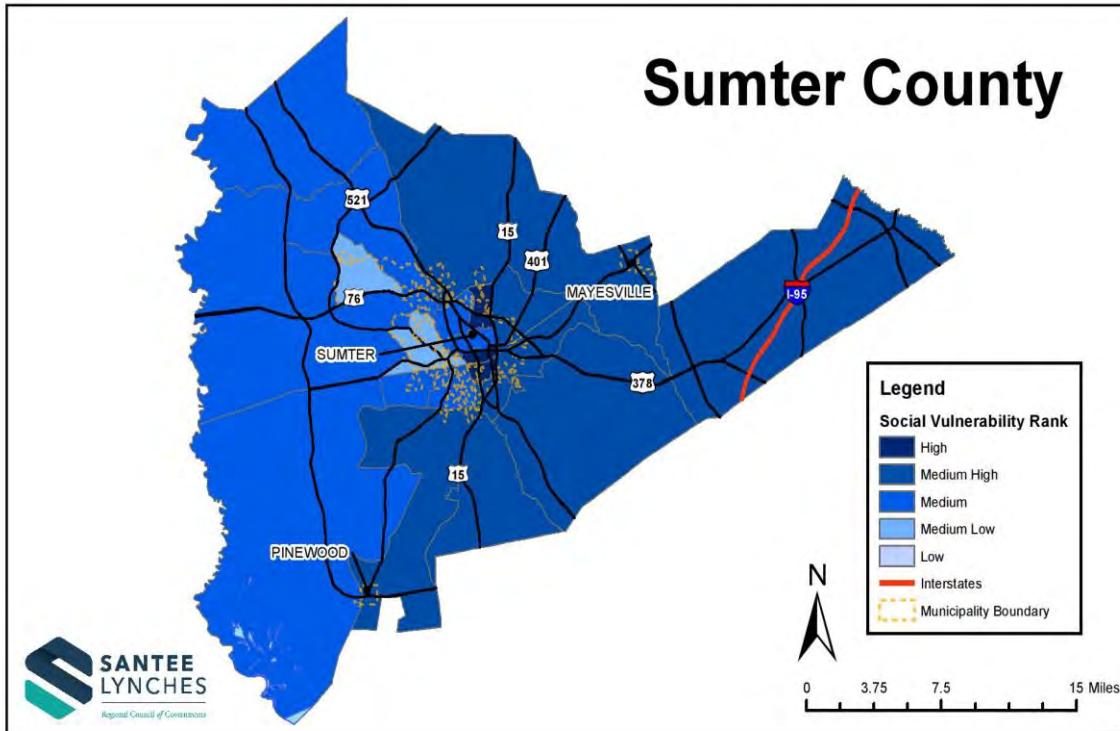 Sumter County
521
15
401
MAYESVILLE
76
I-95
SUMTER
378
15
PINEWOOD
Legend
Social Vulnerability Rank
High
Medium High
Medium
Medium Low
Low
Interstates
Municipality Boundary
N
SANTEE
LYNCHES
Regional Council of Governments
0 3.75 7.5 15 Miles